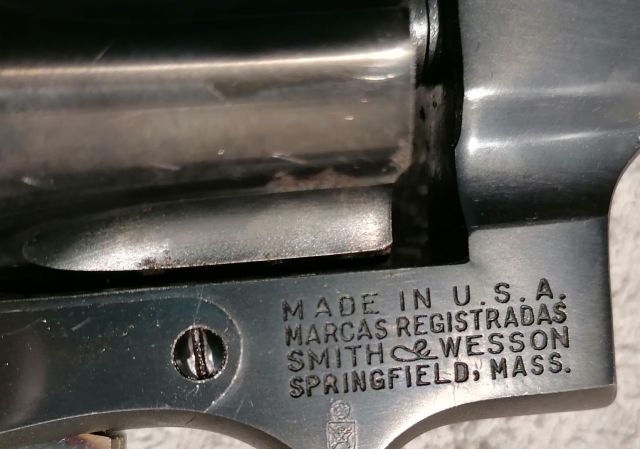 MADE IN U.S.A.
MARCAS REGISTRADAS
SMITH & WESSON
SPRINGFIELD, MASS.